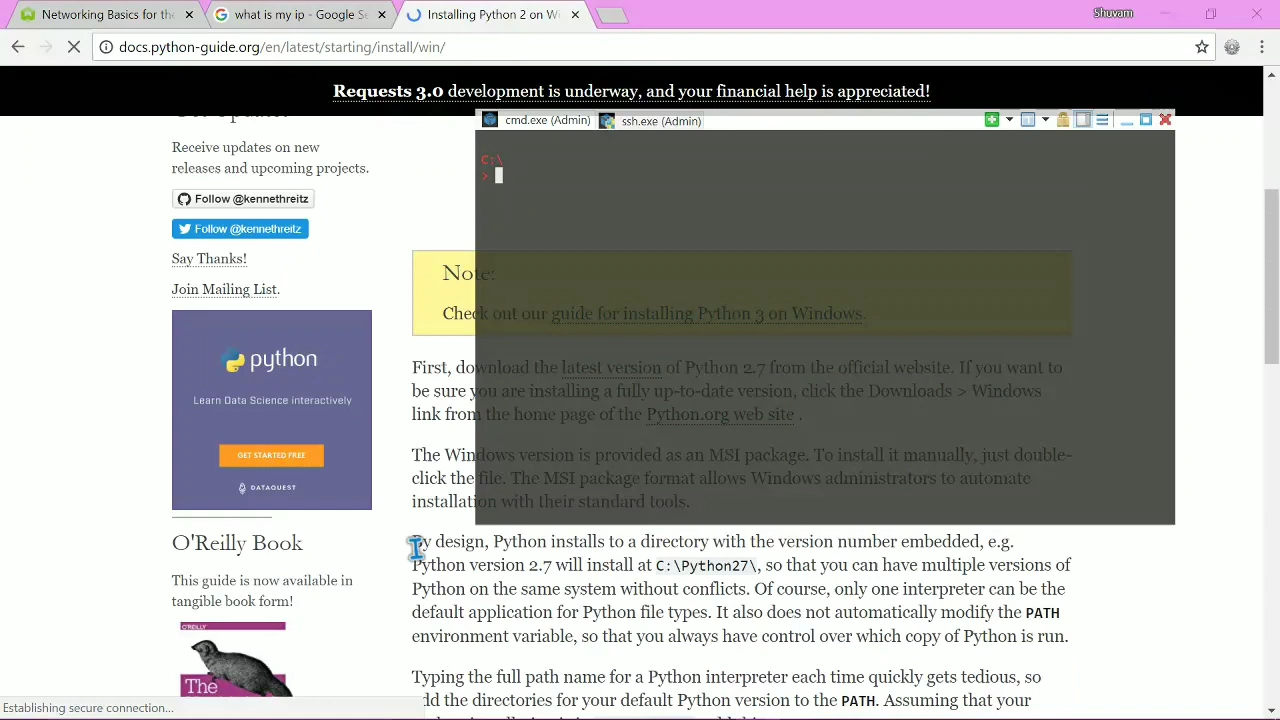 Networking Basics for the
what is my ip - Google Se
Installing Python 2 on Wi
Shuvam
docs.python-guide.org/en/latest/starting/install/win/
Requests 3.0 development is underway, and your financial help is appreciated!
cmd.exe (Admin)
ssh.exe (Admin)
C:\
>
Receive updates on new
releases and upcoming projects.
Follow @kennethreitz
Follow @kennethreitz
Say Thanks!
Join Mailing List.
python
Learn Data Science interactively
GET STARTED FREE
DATAQUEST
O'Reilly Book
This guide is now available in
tangible book form!
O'REILLY
The
Note:
Check out our guide for installing Python 3 on Windows.
First, download the latest version of Python 2.7 from the official website. If you want to
be sure you are installing a fully up-to-date version, click the Downloads > Windows
link from the home page of the Python.org web site .
The Windows version is provided as an MSI package. To install it manually, just double-
click the file. The MSI package format allows Windows administrators to automate
installation with their standard tools.
By design, Python installs to a directory with the version number embedded, e.g.
Python version 2.7 will install at C:\Python27\, so that you can have multiple versions of
Python on the same system without conflicts. Of course, only one interpreter can be the
default application for Python file types. It also does not automatically modify the PATH
environment variable, so that you always have control over which copy of Python is run.
Typing the full path name for a Python interpreter each time quickly gets tedious, so
add the directories for your default Python version to the PATH. Assuming that your
Establishing secure connection...